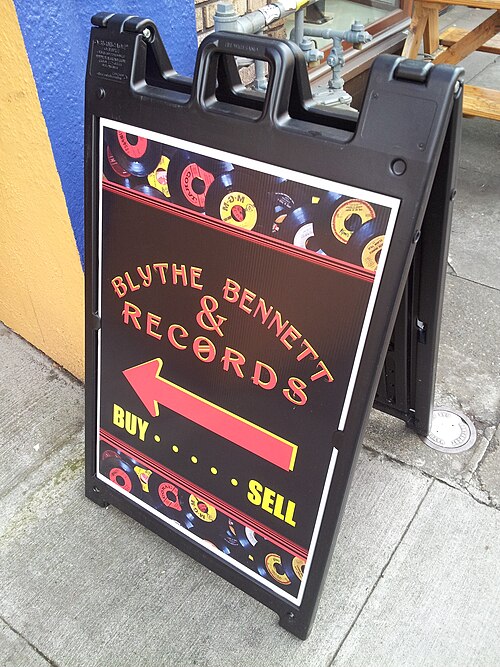 BLYTHE BENNETT
&
RECORDS
BUY.....SELL